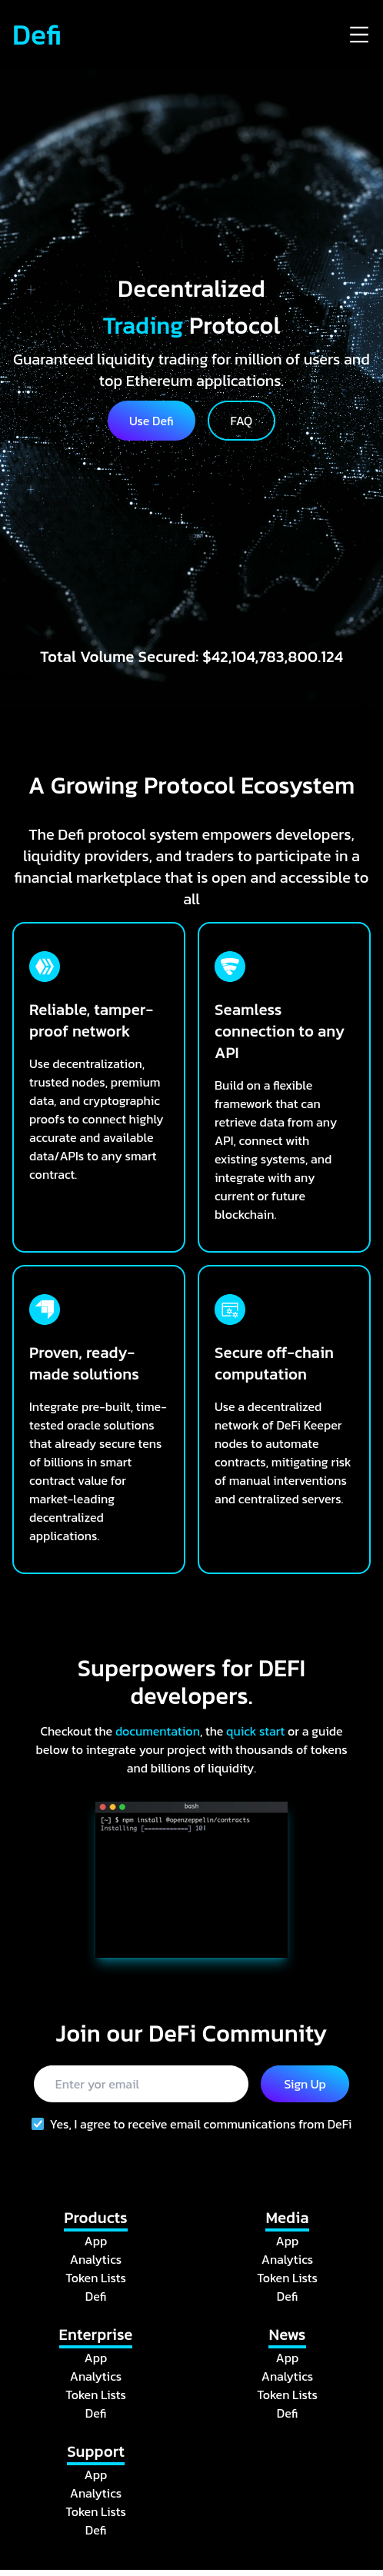 Defi
Decentralized
Trading Protocol
Guaranteed liquidity trading for million of users and
top Ethereum applications.
Use Defi
FAQ
Total Volume Secured: $42,104,783,800.124
A Growing Protocol Ecosystem
The Defi protocol system empowers developers,
liquidity providers, and traders to participate in a
financial marketplace that is open and accessible to
all
Reliable, tamper-
proof network
Use decentralization,
trusted nodes, premium
data, and cryptographic
proofs to connect highly
accurate and available
data/APIs to any smart
contract.
Seamless
connection to any
API
Build on a flexible
framework that can
retrieve data from any
API, connect with
existing systems, and
integrate with any
current or future
blockchain.
Proven, ready-
made solutions
Integrate pre-built, time-
tested oracle solutions
that already secure tens
of billions in smart
contract value for
market-leading
decentralized
applications.
Secure off-chain
computation
Use a decentralized
network of DeFi Keeper
nodes to automate
contracts, mitigating risk
of manual interventions
and centralized servers.
Superpowers for DEFI
developers.
Checkout the documentation, the quick start or a guide
below to integrate your project with thousands of tokens
and billions of liquidity.
bash
[~] $ npm install @openzeppelin/contracts
Installing [============] 10
Join our DeFi Community
Enter yor email
Sign Up
Yes, I agree to receive email communications from DeFi
Products
App
Analytics
Token Lists
Defi
Media
App
Analytics
Token Lists
Defi
Enterprise
App
Analytics
Token Lists
Defi
News
App
Analytics
Token Lists
Defi
Support
App
Analytics
Token Lists
Defi